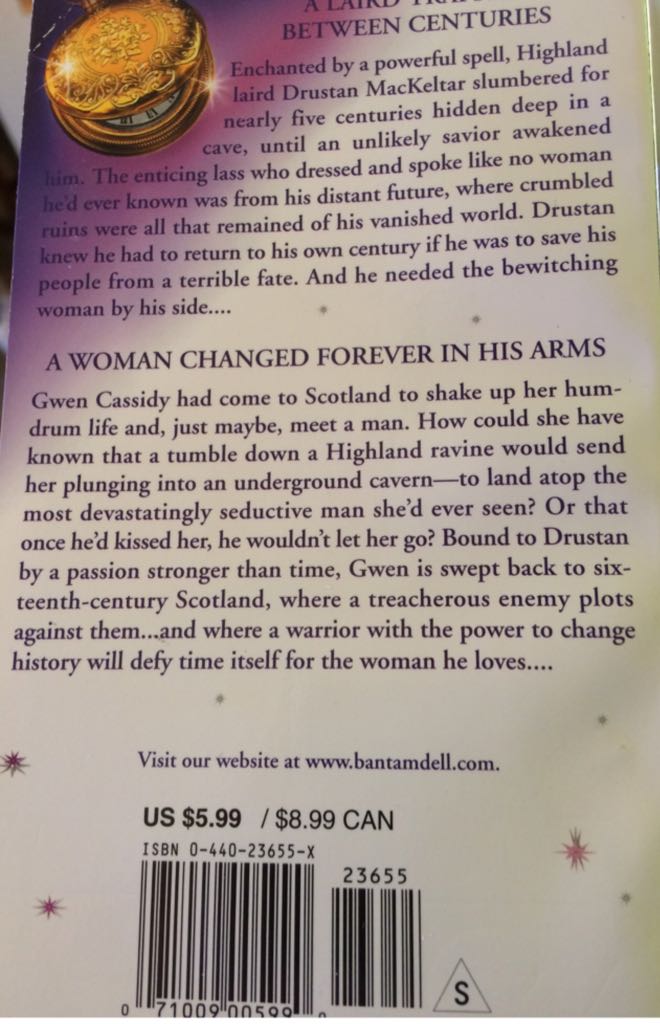 A LAIRD
BETWEEN CENTURIES
Enchanted by a powerful spell, Highland
laird Drustan MacKeltar slumbered for
nearly five centuries hidden deep in a
cave, until an unlikely savior awakened
him. The enticing lass who dressed and spoke like no woman
he'd ever known was from his distant future, where crumbled
ruins were all that remained of his vanished world. Drustan
knew he had to return to his own century if he was to save his
people from a terrible fate. And he needed the bewitching
woman by his side....
A WOMAN CHANGED FOREVER IN HIS ARMS
Gwen Cassidy had come to Scotland to shake up her hum-
drum life and, just maybe, meet a man. How could she have
known that a tumble down a Highland ravine would send
her plunging into an underground cavern—to land atop the
most devastatingly seductive man she'd ever seen? Or that
once he'd kissed her, he wouldn't let her go? Bound to Drustan
by a passion stronger than time, Gwen is swept back to six-
teenth-century Scotland, where a treacherous enemy plots
against them...and where a warrior with the power to change
history will defy time itself for the woman he loves....
Visit our website at www.bantamdell.com.
US $5.99 / $8.99 CAN
ISBN 0-440-23655-X
23655
0 71009 00599
S